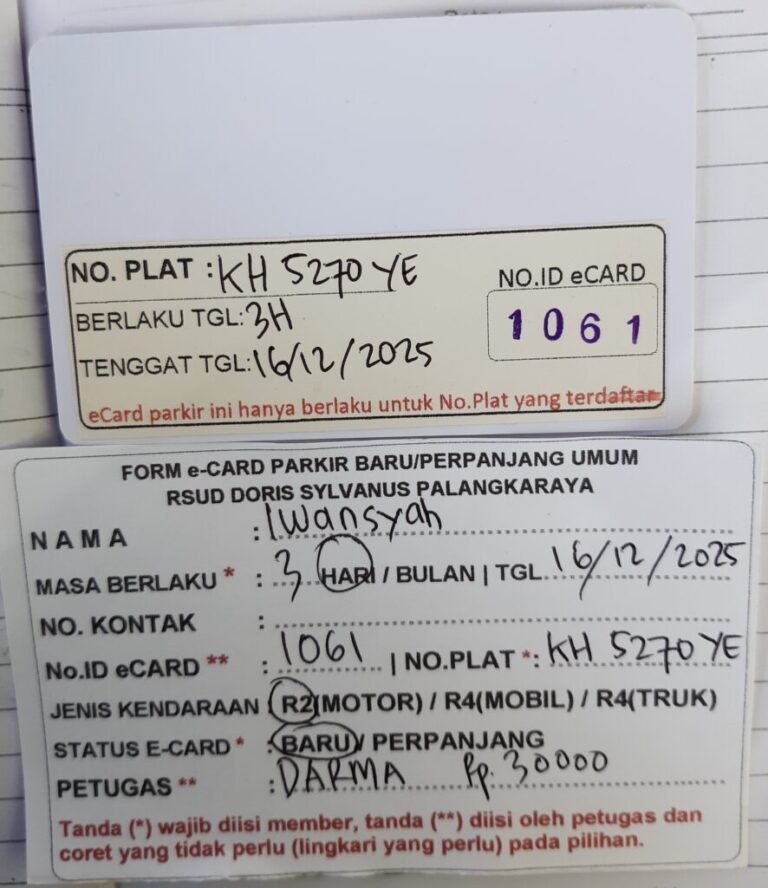 NO. PLAT : KH 5270 YE
BERLAKU TGL: 3H
TENGGAT TGL: 16/12/2025
NO.ID eCARD
1061
eCard parkir ini hanya berlaku untuk No.Plat yang terdaftar
FORM e-CARD PARKIR BARU/PERPANJANG UMUM
RSUD DORIS SYLVANUS PALANGKARAYA
NAMA : Iwansyah
MASA BERLAKU * : 3 HARI / BULAN | TGL 16/12/2025
NO. KONTAK :
No.ID eCARD ** : 1061 | NO.PLAT *: KH 5270 YE
JENIS KENDARAAN : R2(MOTOR) / R4(MOBIL) / R4(TRUK)
STATUS E-CARD * : BARU / PERPANJANG
PETUGAS ** : DARMA Rp. 30000
Tanda (*) wajib diisi member, tanda (**) diisi oleh petugas dan
coret yang tidak perlu (lingkari yang perlu) pada pilihan.